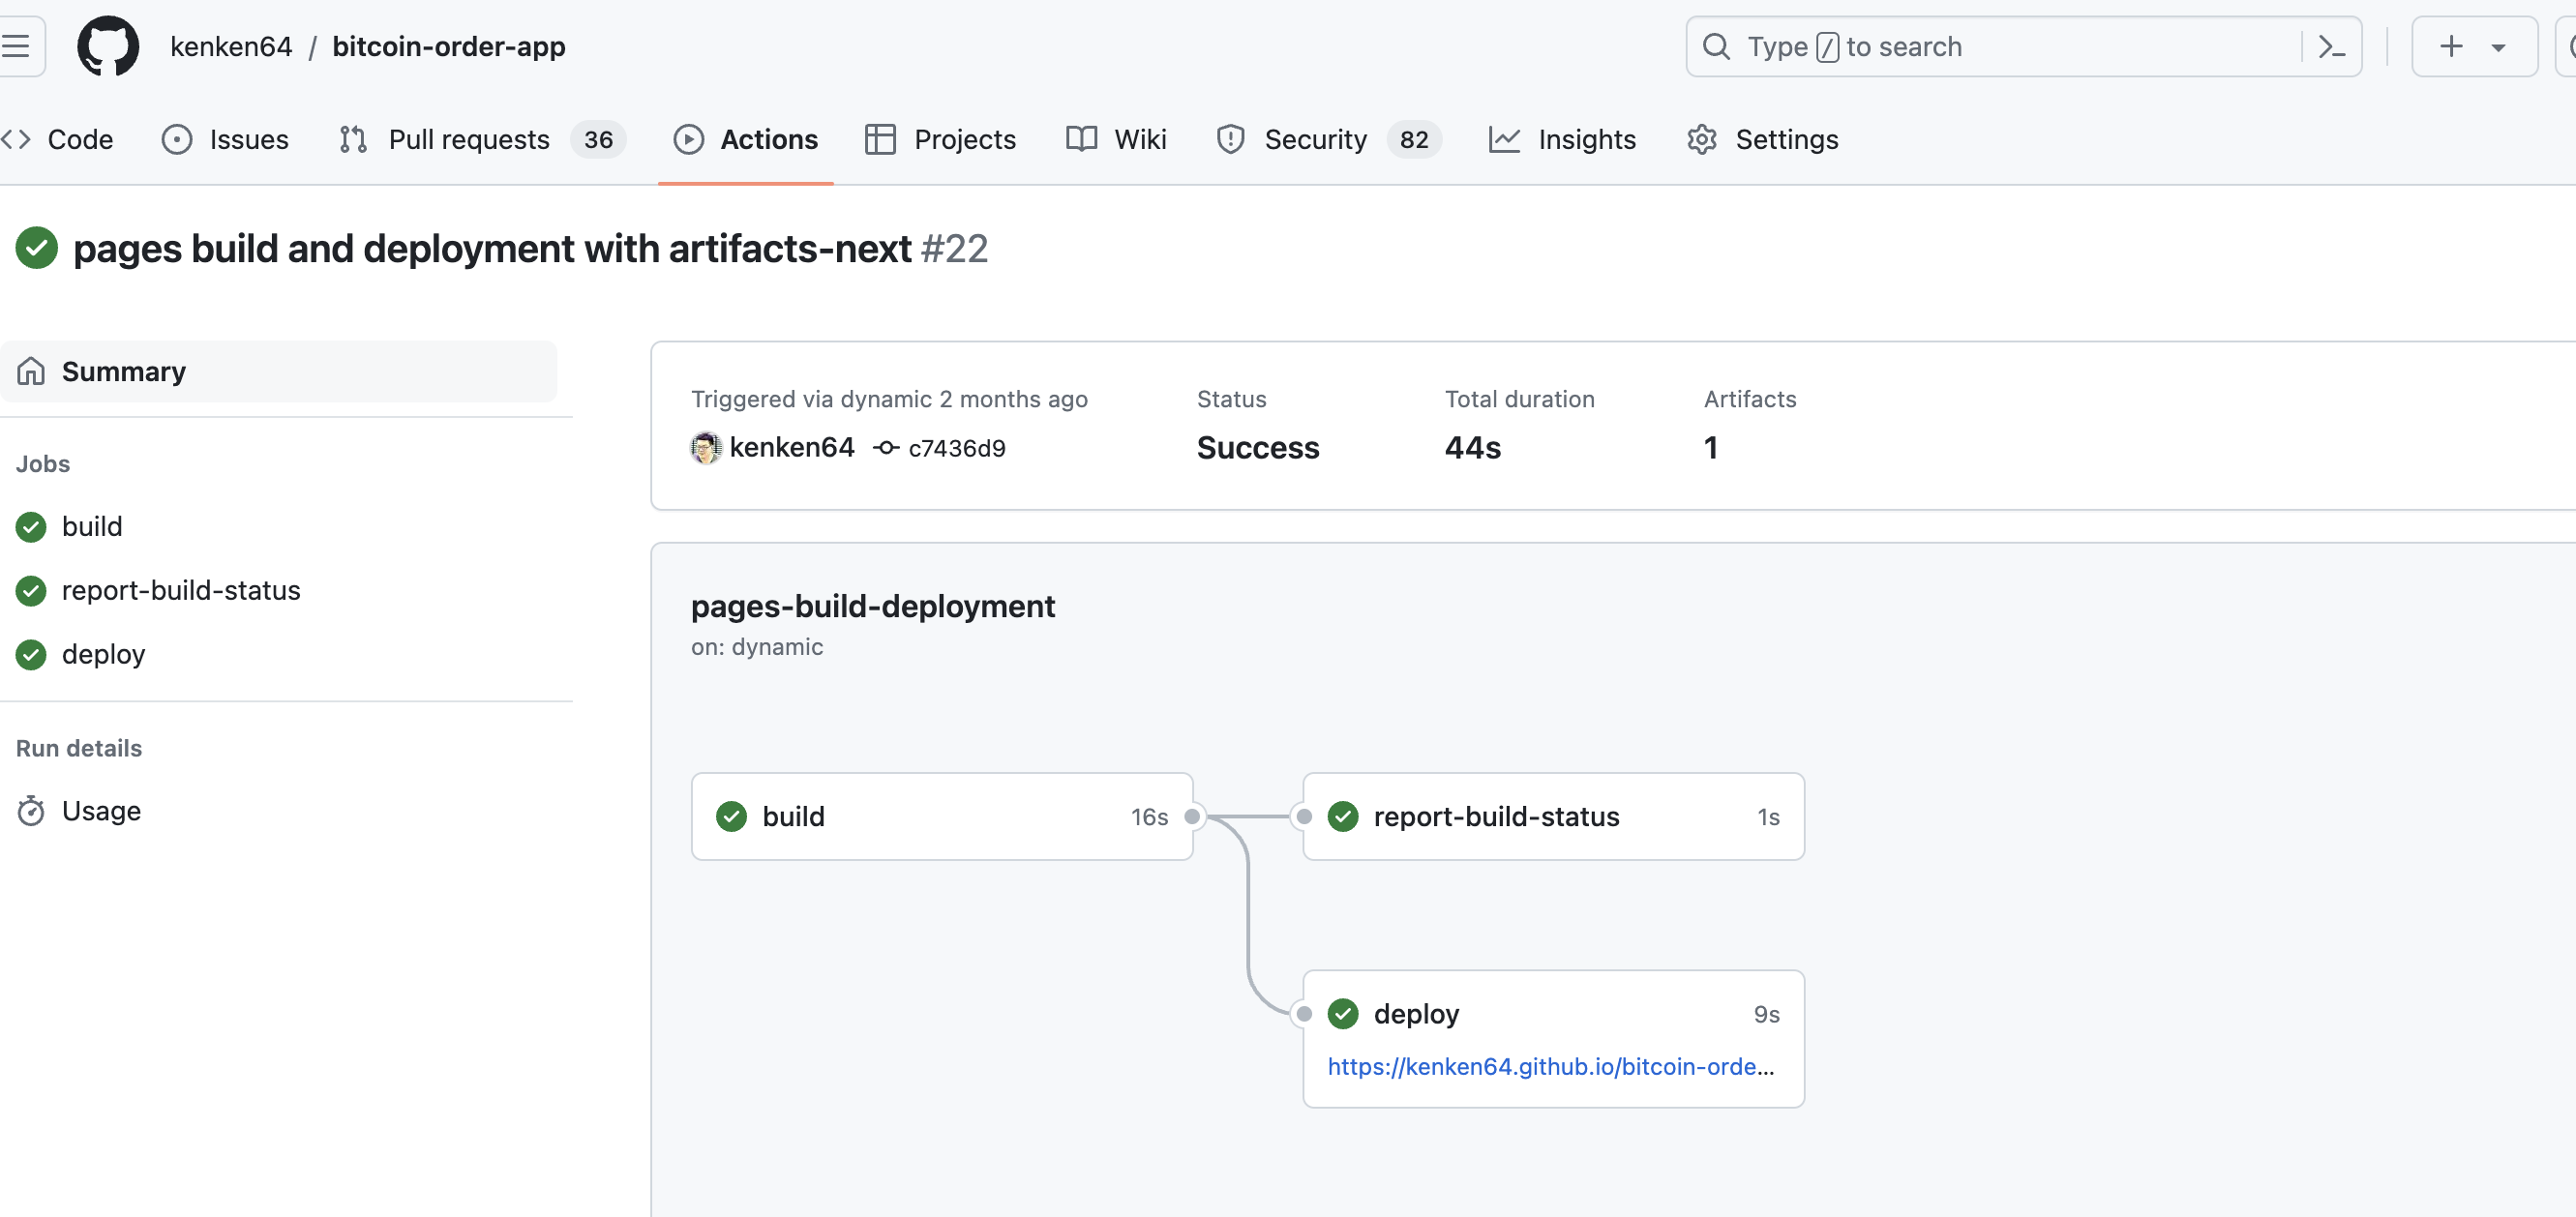 kenken64 / bitcoin-order-app
Type / to search
Code Issues Pull requests 36 Actions Projects Wiki Security 82 Insights Settings
pages build and deployment with artifacts-next #22
Summary
Jobs
build
report-build-status
deploy
Run details
Usage
Triggered via dynamic 2 months ago
kenken64 c7436d9
Status
Success
Total duration
44s
Artifacts
1
pages-build-deployment
on: dynamic
build 16s
report-build-status 1s
deploy 9s
https://kenken64.github.io/bitcoin-orde...